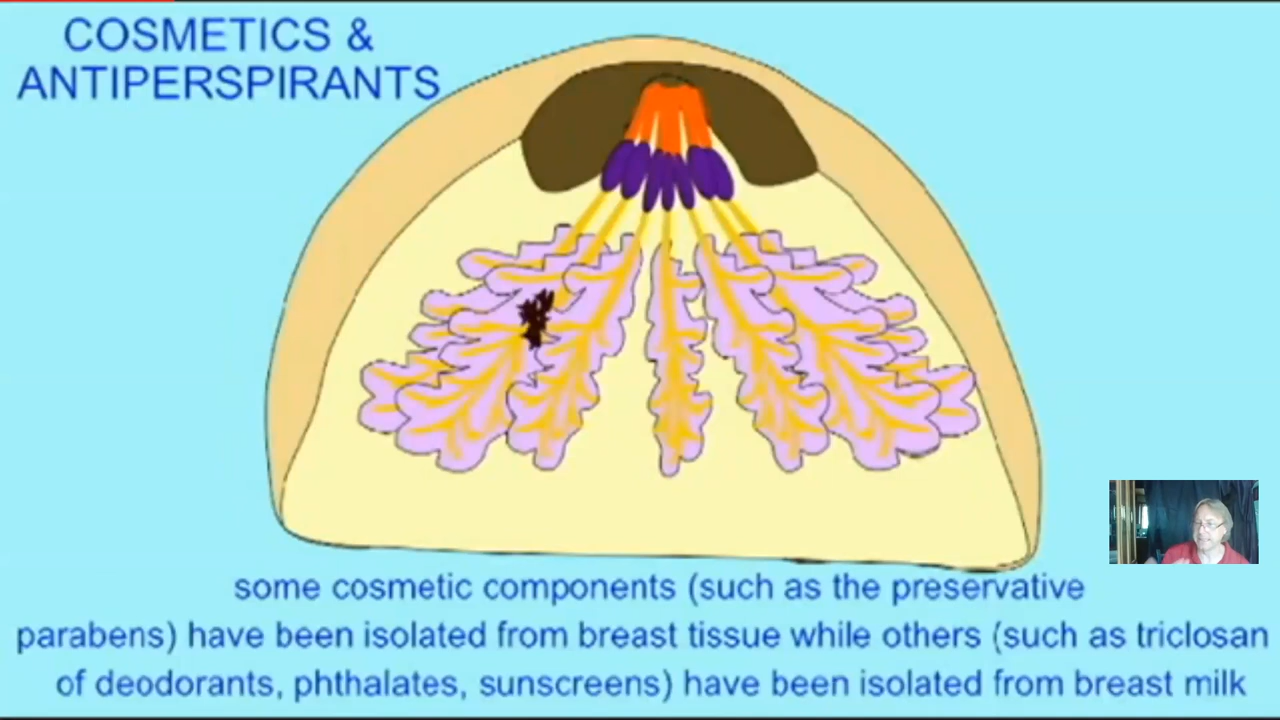 COSMETICS &
ANTIPERSPIRANTS
some cosmetic components (such as the preservative
parabens) have been isolated from breast tissue while others (such as triclosan
of deodorants, phthalates, sunscreens) have been isolated from breast milk